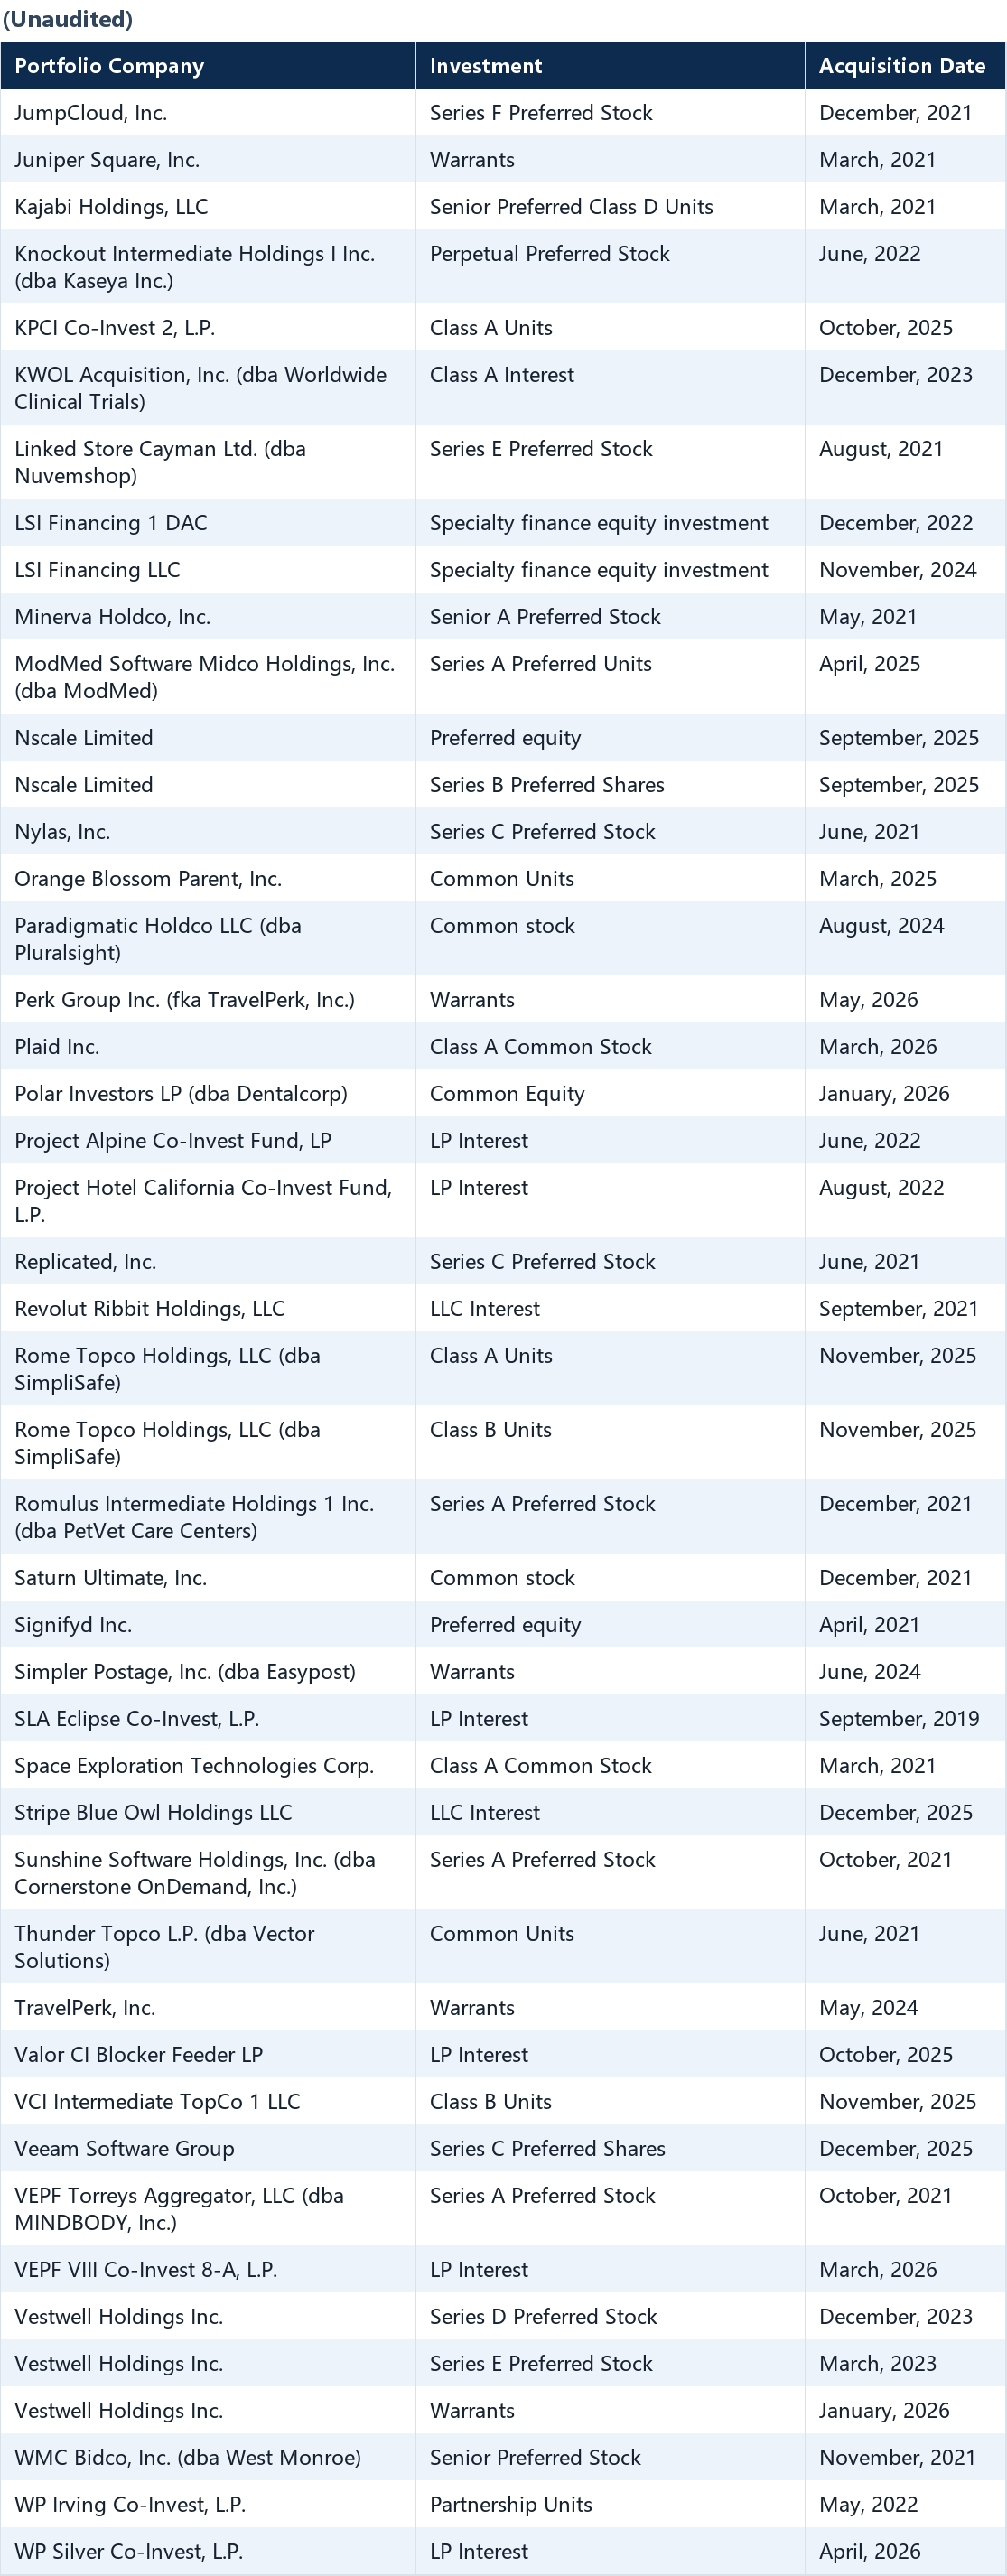 (Unaudited)
Portfolio Company Investment Acquisition Date
JumpCloud, Inc. Series F Preferred Stock December, 2021
Juniper Square, Inc. Warrants March, 2021
Kajabi Holdings, LLC Senior Preferred Class D Units March, 2021
Knockout Intermediate Holdings I Inc. Perpetual Preferred Stock June, 2022
(dba Kaseya Inc.)
KPCI Co-Invest 2, L.P. Class A Units October, 2025
KWOL Acquisition, Inc. (dba Worldwide Class A Interest December, 2023
Clinical Trials)
Linked Store Cayman Ltd. (dba Series E Preferred Stock August, 2021
Nuvemshop)
LSI Financing 1 DAC Specialty finance equity investment December, 2022
LSI Financing LLC Specialty finance equity investment November, 2024
Minerva Holdco, Inc. Senior A Preferred Stock May, 2021
ModMed Software Midco Holdings, Inc. Series A Preferred Units April, 2025
(dba ModMed)
Nscale Limited Preferred equity September, 2025
Nscale Limited Series B Preferred Shares September, 2025
Nylas, Inc. Series C Preferred Stock June, 2021
Orange Blossom Parent, Inc. Common Units March, 2025
Paradigmatic Holdco LLC (dba Common stock August, 2024
Pluralsight)
Perk Group Inc. (fka TravelPerk, Inc.) Warrants May, 2026
Plaid Inc. Class A Common Stock March, 2026
Polar Investors LP (dba Dentalcorp) Common Equity January, 2026
Project Alpine Co-Invest Fund, LP LP Interest June, 2022
Project Hotel California Co-Invest Fund, LP Interest August, 2022
L.P.
Replicated, Inc. Series C Preferred Stock June, 2021
Revolut Ribbit Holdings, LLC LLC Interest September, 2021
Rome Topco Holdings, LLC (dba Class A Units November, 2025
SimpliSafe)
Rome Topco Holdings, LLC (dba Class B Units November, 2025
SimpliSafe)
Romulus Intermediate Holdings 1 Inc. Series A Preferred Stock December, 2021
(dba PetVet Care Centers)
Saturn Ultimate, Inc. Common stock December, 2021
Signifyd Inc. Preferred equity April, 2021
Simpler Postage, Inc. (dba Easypost) Warrants June, 2024
SLA Eclipse Co-Invest, L.P. LP Interest September, 2019
Space Exploration Technologies Corp. Class A Common Stock March, 2021
Stripe Blue Owl Holdings LLC LLC Interest December, 2025
Sunshine Software Holdings, Inc. (dba Series A Preferred Stock October, 2021
Cornerstone OnDemand, Inc.)
Thunder Topco L.P. (dba Vector Common Units June, 2021
Solutions)
TravelPerk, Inc. Warrants May, 2024
Valor CI Blocker Feeder LP LP Interest October, 2025
VCI Intermediate TopCo 1 LLC Class B Units November, 2025
Veeam Software Group Series C Preferred Shares December, 2025
VEPF Torreys Aggregator, LLC (dba Series A Preferred Stock October, 2021
MINDBODY, Inc.)
VEPF VIII Co-Invest 8-A, L.P. LP Interest March, 2026
Vestwell Holdings Inc. Series D Preferred Stock December, 2023
Vestwell Holdings Inc. Series E Preferred Stock March, 2023
Vestwell Holdings Inc. Warrants January, 2026
WMC Bidco, Inc. (dba West Monroe) Senior Preferred Stock November, 2021
WP Irving Co-Invest, L.P. Partnership Units May, 2022
WP Silver Co-Invest, L.P. LP Interest April, 2026